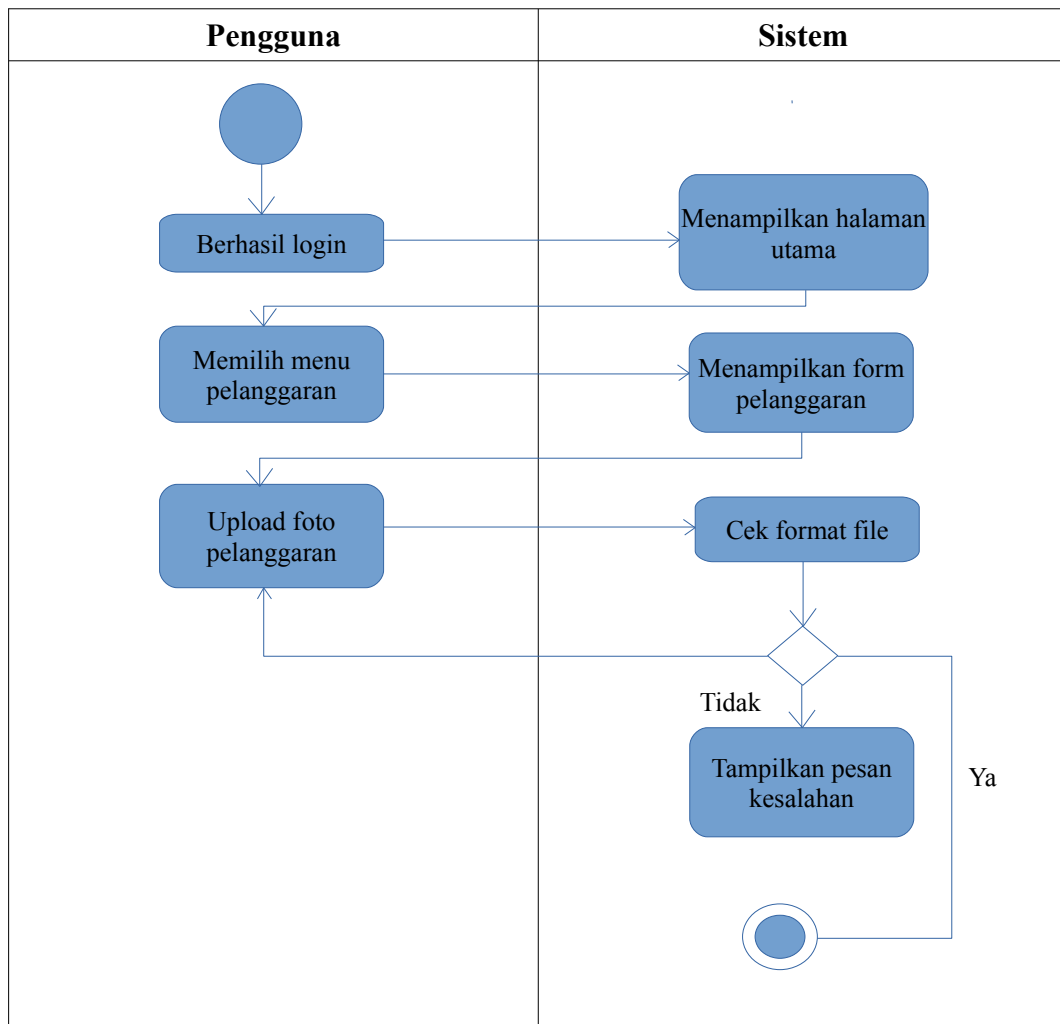 Pengguna
Sistem
Berhasil login
Menampilkan halaman
utama
Memilih menu
pelanggaran
Menampilkan form
pelanggaran
Upload foto
pelanggaran
Cek format file
Tidak
Tampilkan pesan
kesalahan
Ya